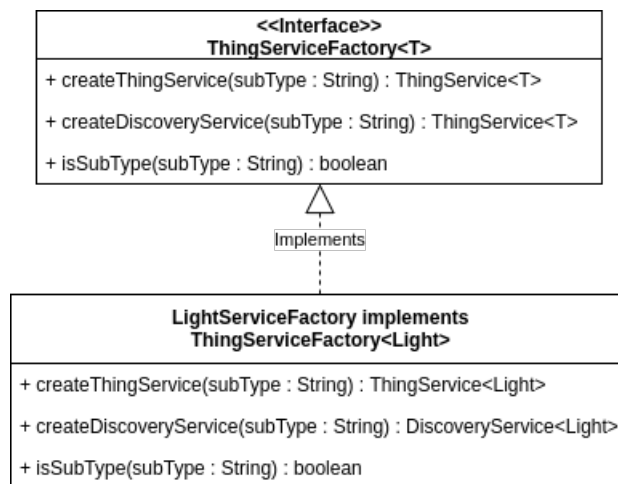 <<Interface>>
ThingServiceFactory<T>
+ createThingService(subType : String) : ThingService<T>
+ createDiscoveryService(subType : String) : ThingService<T>
+ isSubType(subType : String) : boolean
Implements
LightServiceFactory implements
ThingServiceFactory<Light>
+ createThingService(subType : String) : ThingService<Light>
+ createDiscoveryService(subType : String) : DiscoveryService<Light>
+ isSubType(subType : String) : boolean